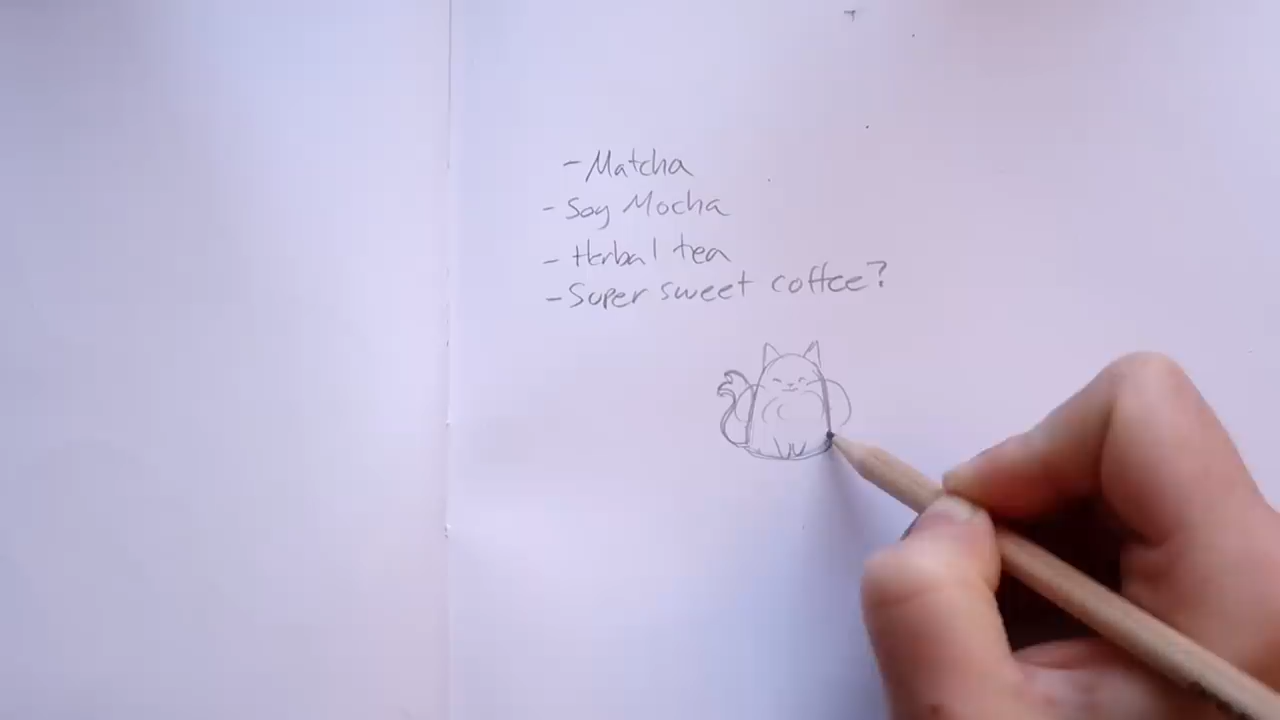 - Matcha
- Soy Mocha
- Herbal tea
- Super sweet coffee?